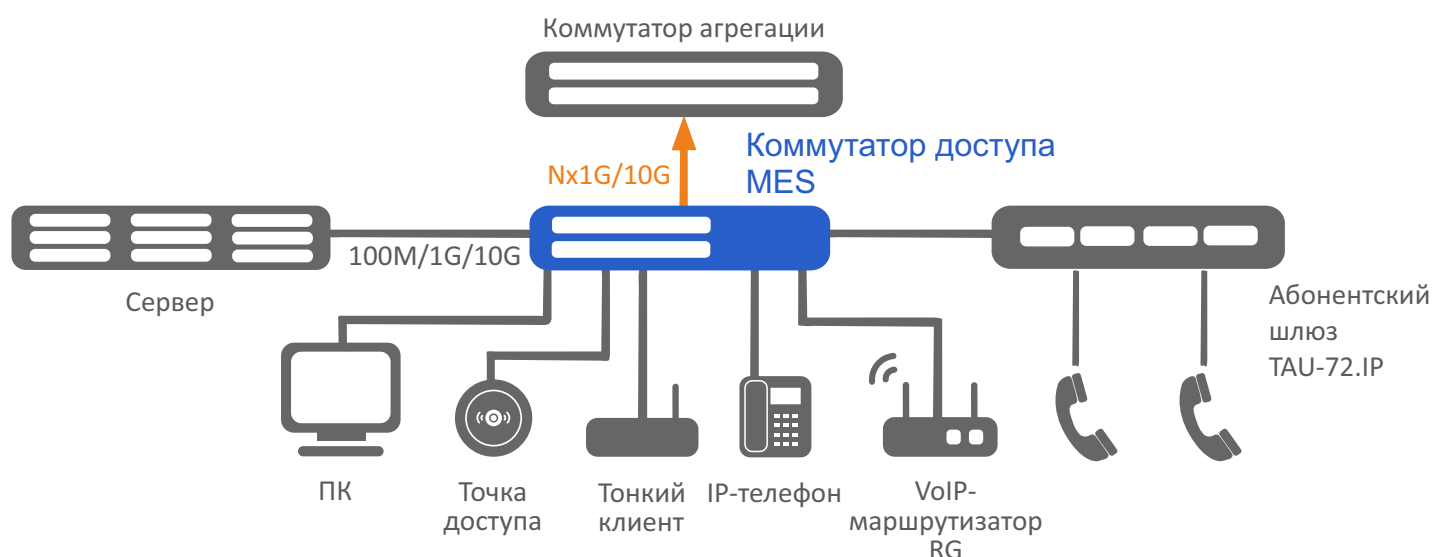 Коммутатор агрегации
Nx1G/10G
Коммутатор доступа
MES
100M/1G/10G
Сервер
Абонентский
шлюз
TAU-72.IP
ПК
Точка
доступа
Тонкий
клиент
IP-телефон
VoIP-
маршрутизатор
RG